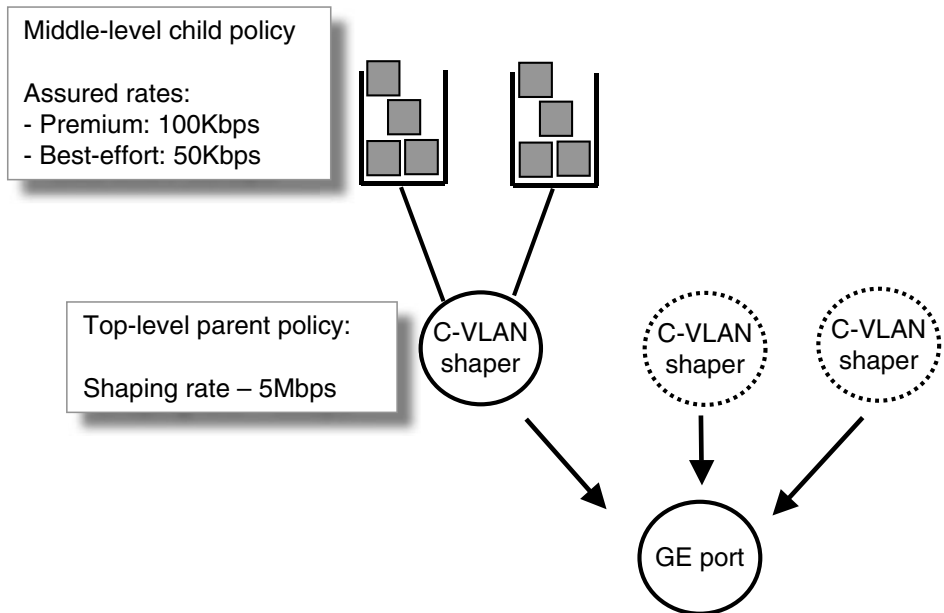 Middle-level child policy
Assured rates:
- Premium: 100Kbps
- Best-effort: 50Kbps
Top-level parent policy:
Shaping rate – 5Mbps
C-VLAN
shaper
C-VLAN
shaper
C-VLAN
shaper
GE port